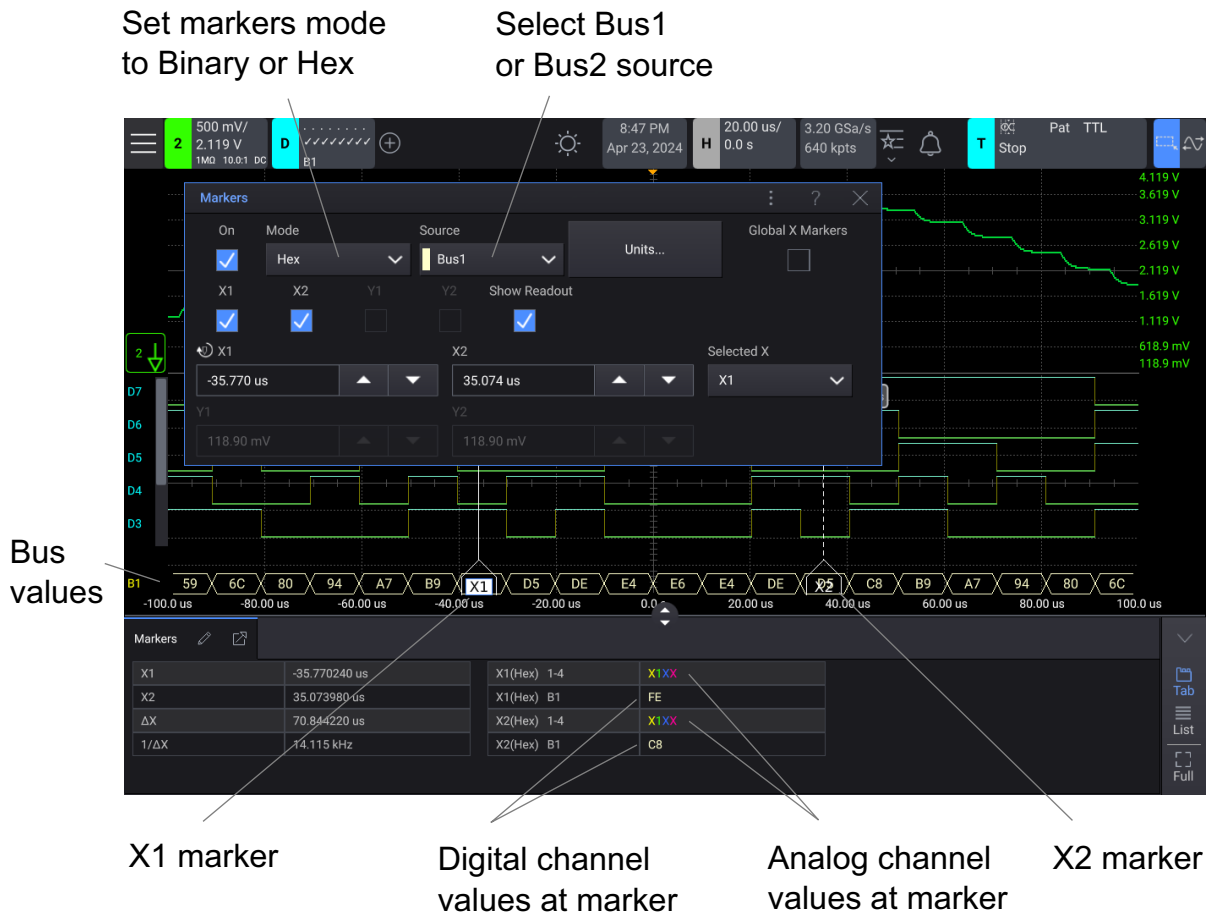 Set markers mode
to Binary or Hex
Select Bus1
or Bus2 source
2
500 mV/
2.119 V
1MΩ 10.0:1 DC
D
B1
8:47 PM
Apr 23, 2024
H
20.00 us/
0.0 s
3.20 GSa/s
640 kpts
T
Stop
Pat TTL
4.119 V
3.619 V
3.119 V
2.619 V
2.119 V
1.619 V
1.119 V
618.9 mV
118.9 mV
Markers
?
On
Mode
Source
Global X Markers
Hex
Bus1
Units...
X1
X2
Y1
Y2
Show Readout
X1
X2
Selected X
-35.770 us
35.074 us
X1
Y1
Y2
118.90 mV
118.90 mV
2
D7
D6
D5
D4
D3
Bus
values
B1
59 6C 80 94 A7 B9 X1 D5 DE E4 E6 E4 DE X2 C8 B9 A7 94 80 6C
-100.0 us -80.00 us -60.00 us -40.00 us -20.00 us 0.0 s 20.00 us 40.00 us 60.00 us 80.00 us 100.0 us
Markers
X1 -35.770240 us X1(Hex) 1-4 X1XX
X2 35.073980 us X1(Hex) B1 FE
ΔX 70.844220 us X2(Hex) 1-4 X1XX
1/ΔX 14.115 kHz X2(Hex) B1 C8
Tab
List
Full
X1 marker
Digital channel
values at marker
Analog channel
values at marker
X2 marker